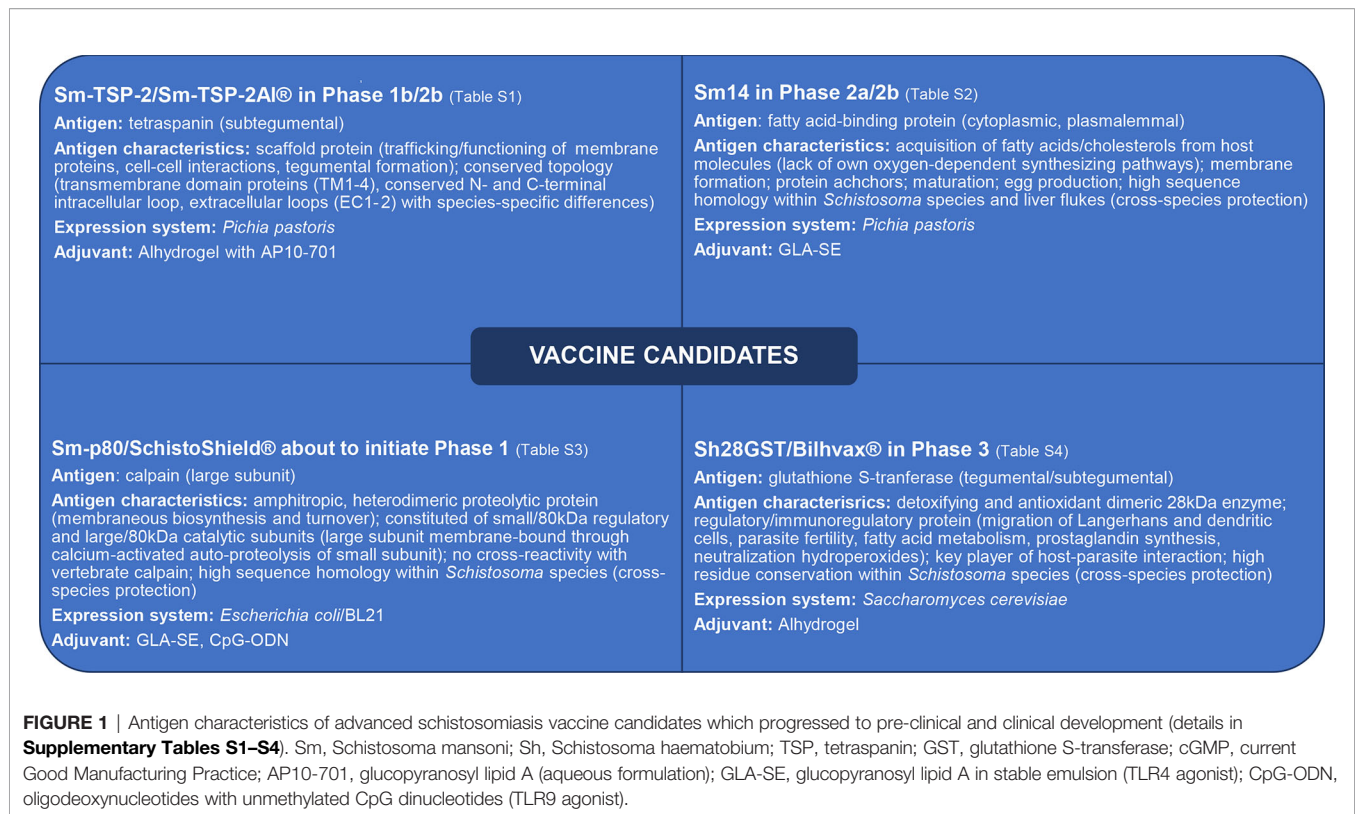 Sm-TSP-2/Sm-TSP-2Al® in Phase 1b/2b (Table S1)
Antigen: tetraspanin (subtegumental)
Antigen characteristics: scaffold protein (trafficking/functioning of membrane
proteins, cell-cell interactions, tegumental formation); conserved topology
(transmembrane domain proteins (TM1-4), conserved N- and C-terminal
intracellular loop, extracellular loops (EC1-2) with species-specific differences)
Expression system: Pichia pastoris
Adjuvant: Alhydrogel with AP10-701
Sm14 in Phase 2a/2b (Table S2)
Antigen: fatty acid-binding protein (cytoplasmic, plasmalemmal)
Antigen characteristics: acquisition of fatty acids/cholesterols from host
molecules (lack of own oxygen-dependent synthesizing pathways); membrane
formation; protein achchors; maturation; egg production; high sequence
homology within Schistosoma species and liver flukes (cross-species protection)
Expression system: Pichia pastoris
Adjuvant: GLA-SE
VACCINE CANDIDATES
Sm-p80/SchistoShield® about to initiate Phase 1 (Table S3)
Antigen: calpain (large subunit)
Antigen characteristics: amphitropic, heterodimeric proteolytic protein
(membraneous biosynthesis and turnover); constituted of small/80kDa regulatory
and large/80kDa catalytic subunits (large subunit membrane-bound through
calcium-activated auto-proteolysis of small subunit); no cross-reactivity with
vertebrate calpain; high sequence homology within Schistosoma species (cross-
species protection)
Expression system: Escherichia coli/BL21
Adjuvant: GLA-SE, CpG-ODN
Sh28GST/Bilhvax® in Phase 3 (Table S4)
Antigen: glutathione S-tranferase (tegumental/subtegumental)
Antigen characterisrics: detoxifying and antioxidant dimeric 28kDa enzyme;
regulatory/immunoregulatory protein (migration of Langerhans and dendritic
cells, parasite fertility, fatty acid metabolism, prostaglandin synthesis,
neutralization hydroperoxides); key player of host-parasite interaction; high
residue conservation within Schistosoma species (cross-species protection)
Expression system: Saccharomyces cerevisiae
Adjuvant: Alhydrogel
FIGURE 1 | Antigen characteristics of advanced schistosomiasis vaccine candidates which progressed to pre-clinical and clinical development (details in
Supplementary Tables S1–S4). Sm, Schistosoma mansoni; Sh, Schistosoma haematobium; TSP, tetraspanin; GST, glutathione S-transferase; cGMP, current
Good Manufacturing Practice; AP10-701, glucopyranosyl lipid A (aqueous formulation); GLA-SE, glucopyranosyl lipid A in stable emulsion (TLR4 agonist); CpG-ODN,
oligodeoxynucleotides with unmethylated CpG dinucleotides (TLR9 agonist).